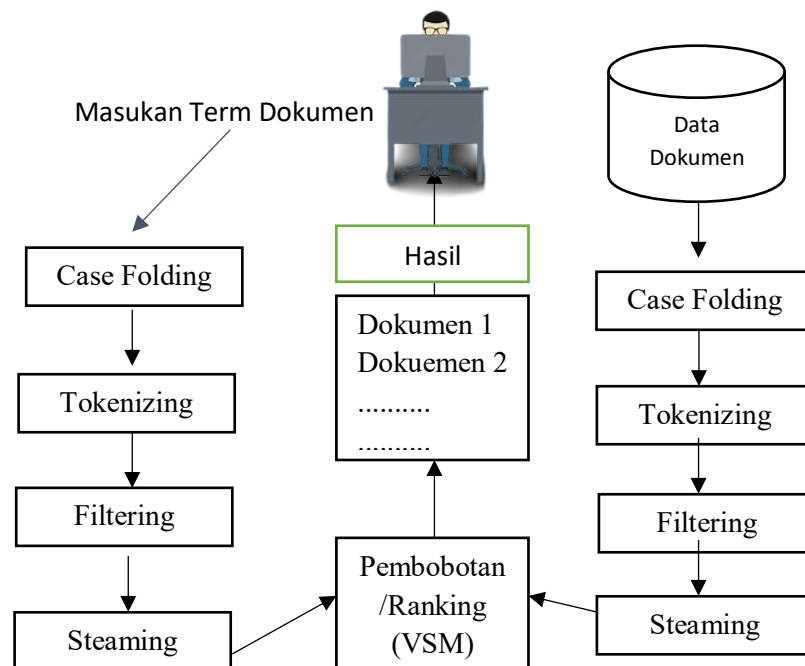 Masukan Term Dokumen
Case Folding
Tokenizing
Filtering
Steaming
Hasil
Dokumen 1
Dokuemen 2
..........
..........
Pembobotan
/Ranking
(VSM)
Data
Dokumen
Case Folding
Tokenizing
Filtering
Steaming